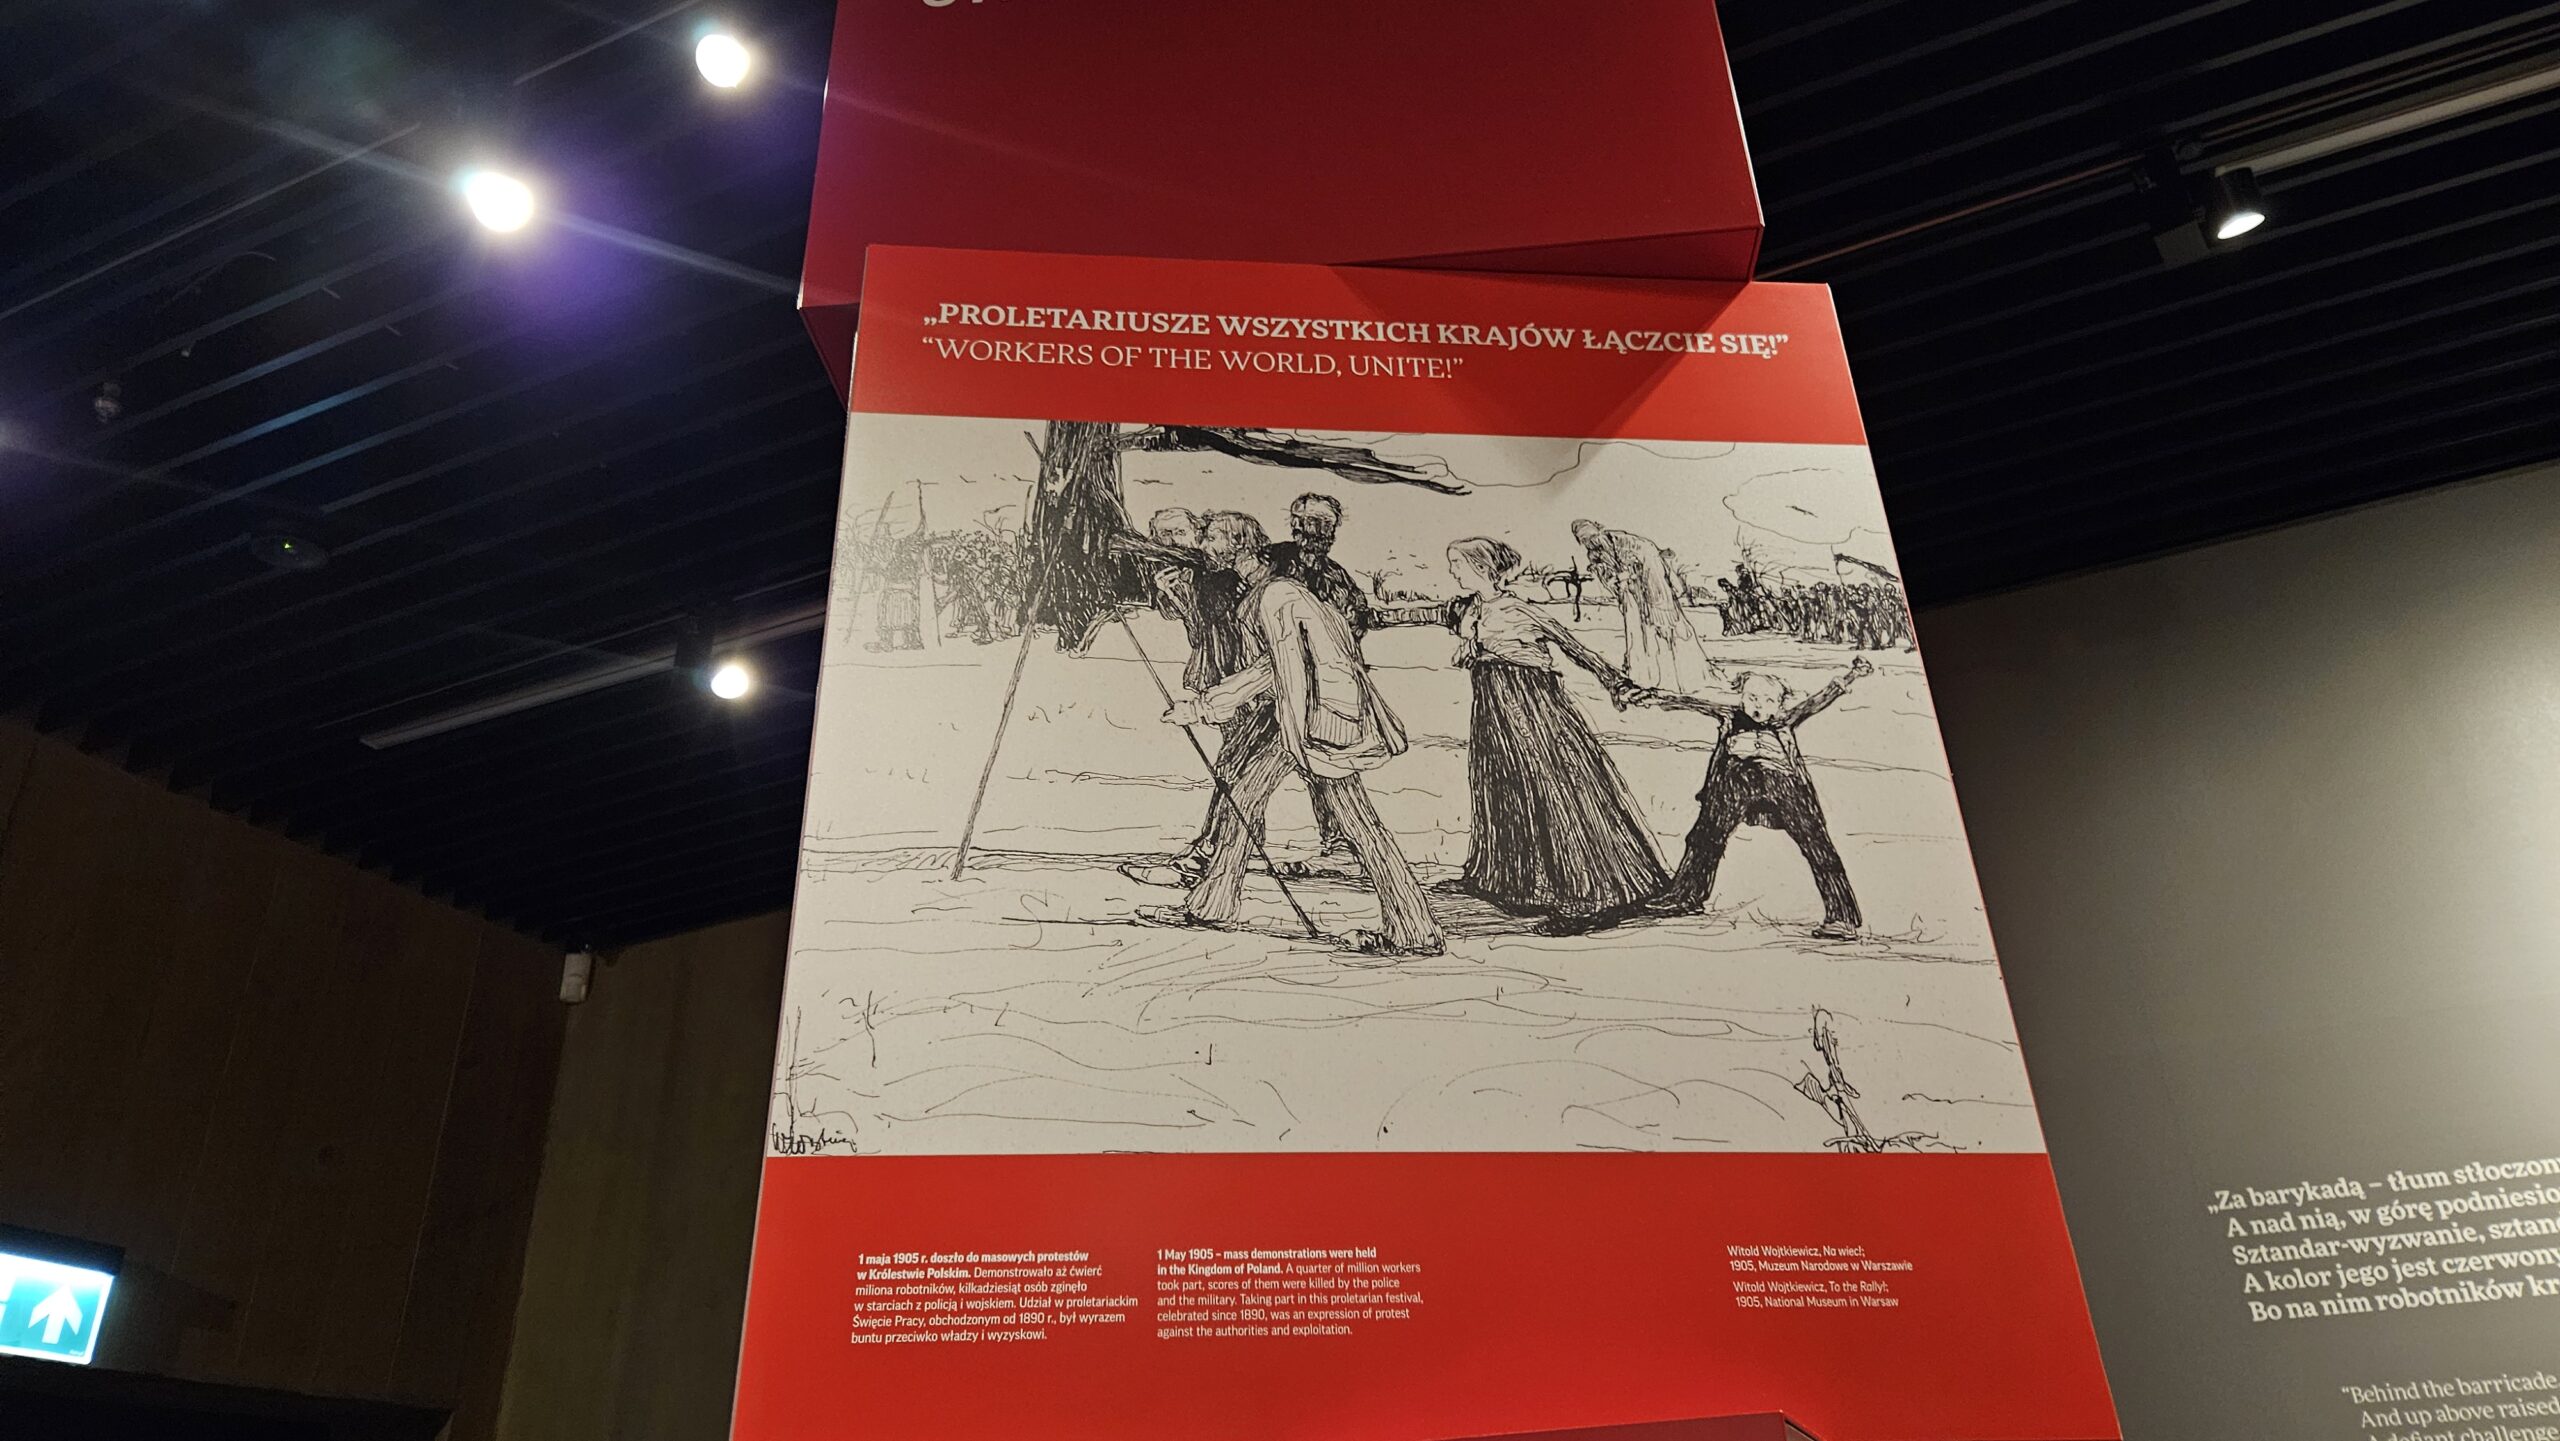 „PROLETARIUSZE WSZYSTKICH KRAJÓW ŁĄCZCIE SIĘ!”
“WORKERS OF THE WORLD, UNITE!”
1 maja 1905 r. doszło do masowych protestów
w Królestwie Polskim. Demonstrowało aż ćwierć
miliona robotników, kilkadziesiąt osób zginęło
w starciach z policją i wojskiem. Udział w proletariackim
Święcie Pracy, obchodzonym od 1890 r., był wyrazem
buntu przeciwko władzy i wyzyskowi.
1 May 1905 – mass demonstrations were held
in the Kingdom of Poland. A quarter of million workers
took part, scores of them were killed by the police
and the military. Taking part in this proletarian festival,
celebrated since 1890, was an expression of protest
against the authorities and exploitation.
Witold Wojtkiewicz, Na wiec!;
1905, Muzeum Narodowe w Warszawie
Witold Wojtkiewicz, To the Rally!;
1905, National Museum in Warsaw
„Za barykadą – tłum stłoczon
A nad nią, w górę podniesio
Sztandar-wyzwanie, sztand
A kolor jego jest czerwony
Bo na nim robotników kr
“Behind the barricade
And up above raised
A defiant challenge